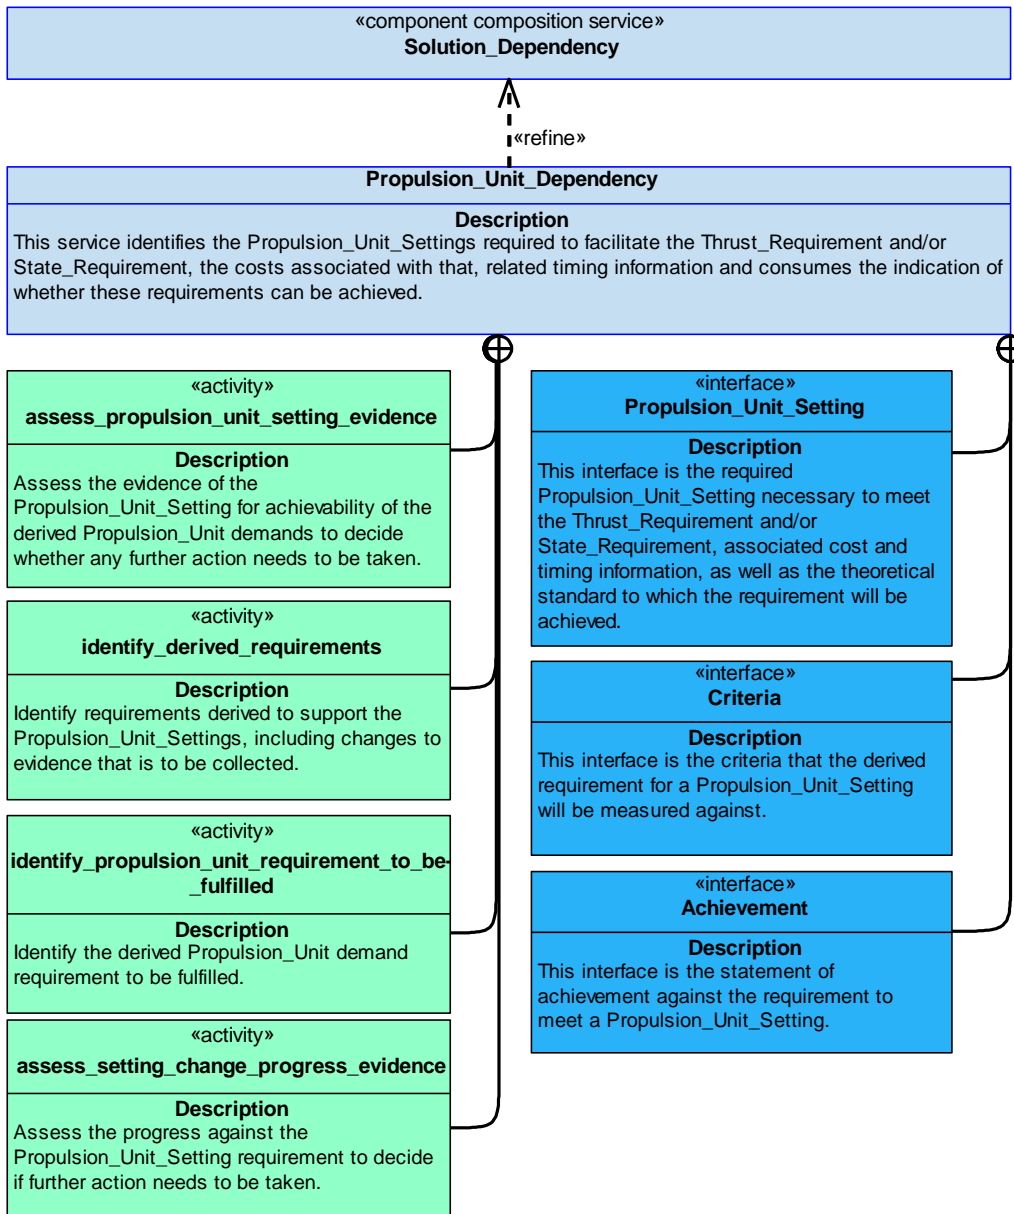 «component composition service»
Solution_Dependency
«refine»
Propulsion_Unit_Dependency
Description
This service identifies the Propulsion_Unit_Settings required to facilitate the Thrust_Requirement and/or
State_Requirement, the costs associated with that, related timing information and consumes the indication of
whether these requirements can be achieved.
«activity»
assess_propulsion_unit_setting_evidence
Description
Assess the evidence of the
Propulsion_Unit_Setting for achievability of the
derived Propulsion_Unit demands to decide
whether any further action needs to be taken.
«activity»
identify_derived_requirements
Description
Identify requirements derived to support the
Propulsion_Unit_Settings, including changes to
evidence that is to be collected.
«activity»
identify_propulsion_unit_requirement_to_be-
_fulfilled
Description
Identify the derived Propulsion_Unit demand
requirement to be fulfilled.
«activity»
assess_setting_change_progress_evidence
Description
Assess the progress against the
Propulsion_Unit_Setting requirement to decide
if further action needs to be taken.
«interface»
Propulsion_Unit_Setting
Description
This interface is the required
Propulsion_Unit_Setting necessary to meet
the Thrust_Requirement and/or
State_Requirement, associated cost and
timing information, as well as the theoretical
standard to which the requirement will be
achieved.
«interface»
Criteria
Description
This interface is the criteria that the derived
requirement for a Propulsion_Unit_Setting
will be measured against.
«interface»
Achievement
Description
This interface is the statement of
achievement against the requirement to
meet a Propulsion_Unit_Setting.